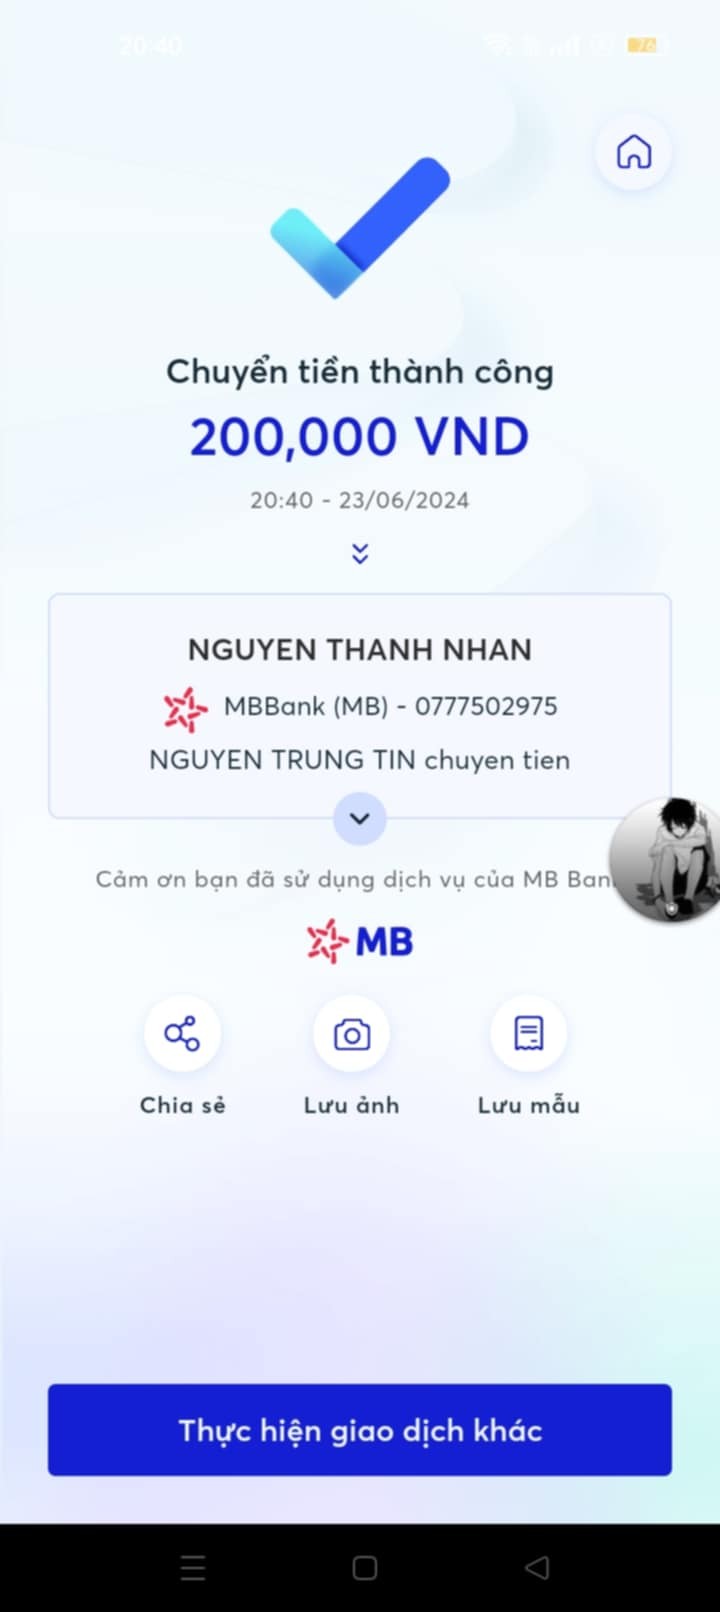 20:40
76
Chuyển tiền thành công
200,000 VND
20:40 - 23/06/2024
NGUYEN THANH NHAN
MBBank (MB) - 0777502975
NGUYEN TRUNG TIN chuyen tien
Cảm ơn bạn đã sử dụng dịch vụ của MB Ban
MB
Chia sẻ
Lưu ảnh
Lưu mẫu
Thực hiện giao dịch khác